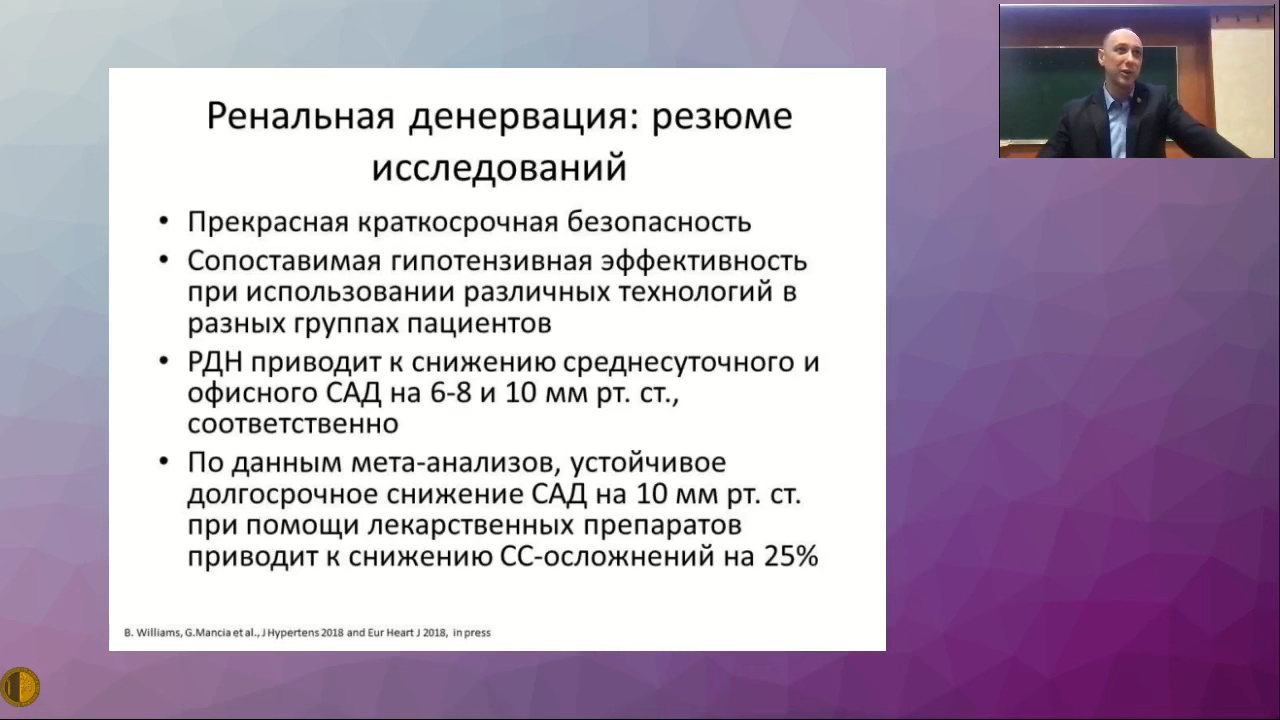 Ренальная денервация: резюме
исследований
• Прекрасная краткосрочная безопасность
• Сопоставимая гипотензивная эффективность
при использовании различных технологий в
разных группах пациентов
• РДН приводит к снижению среднесуточного и
офисного САД на 6-8 и 10 мм рт. ст.,
соответственно
• По данным мета-анализов, устойчивое
долгосрочное снижение САД на 10 мм рт. ст.
при помощи лекарственных препаратов
приводит к снижению СС-осложнений на 25%
B. Williams, G.Mancia et al., J Hypertens 2018 and Eur Heart J 2018, in press